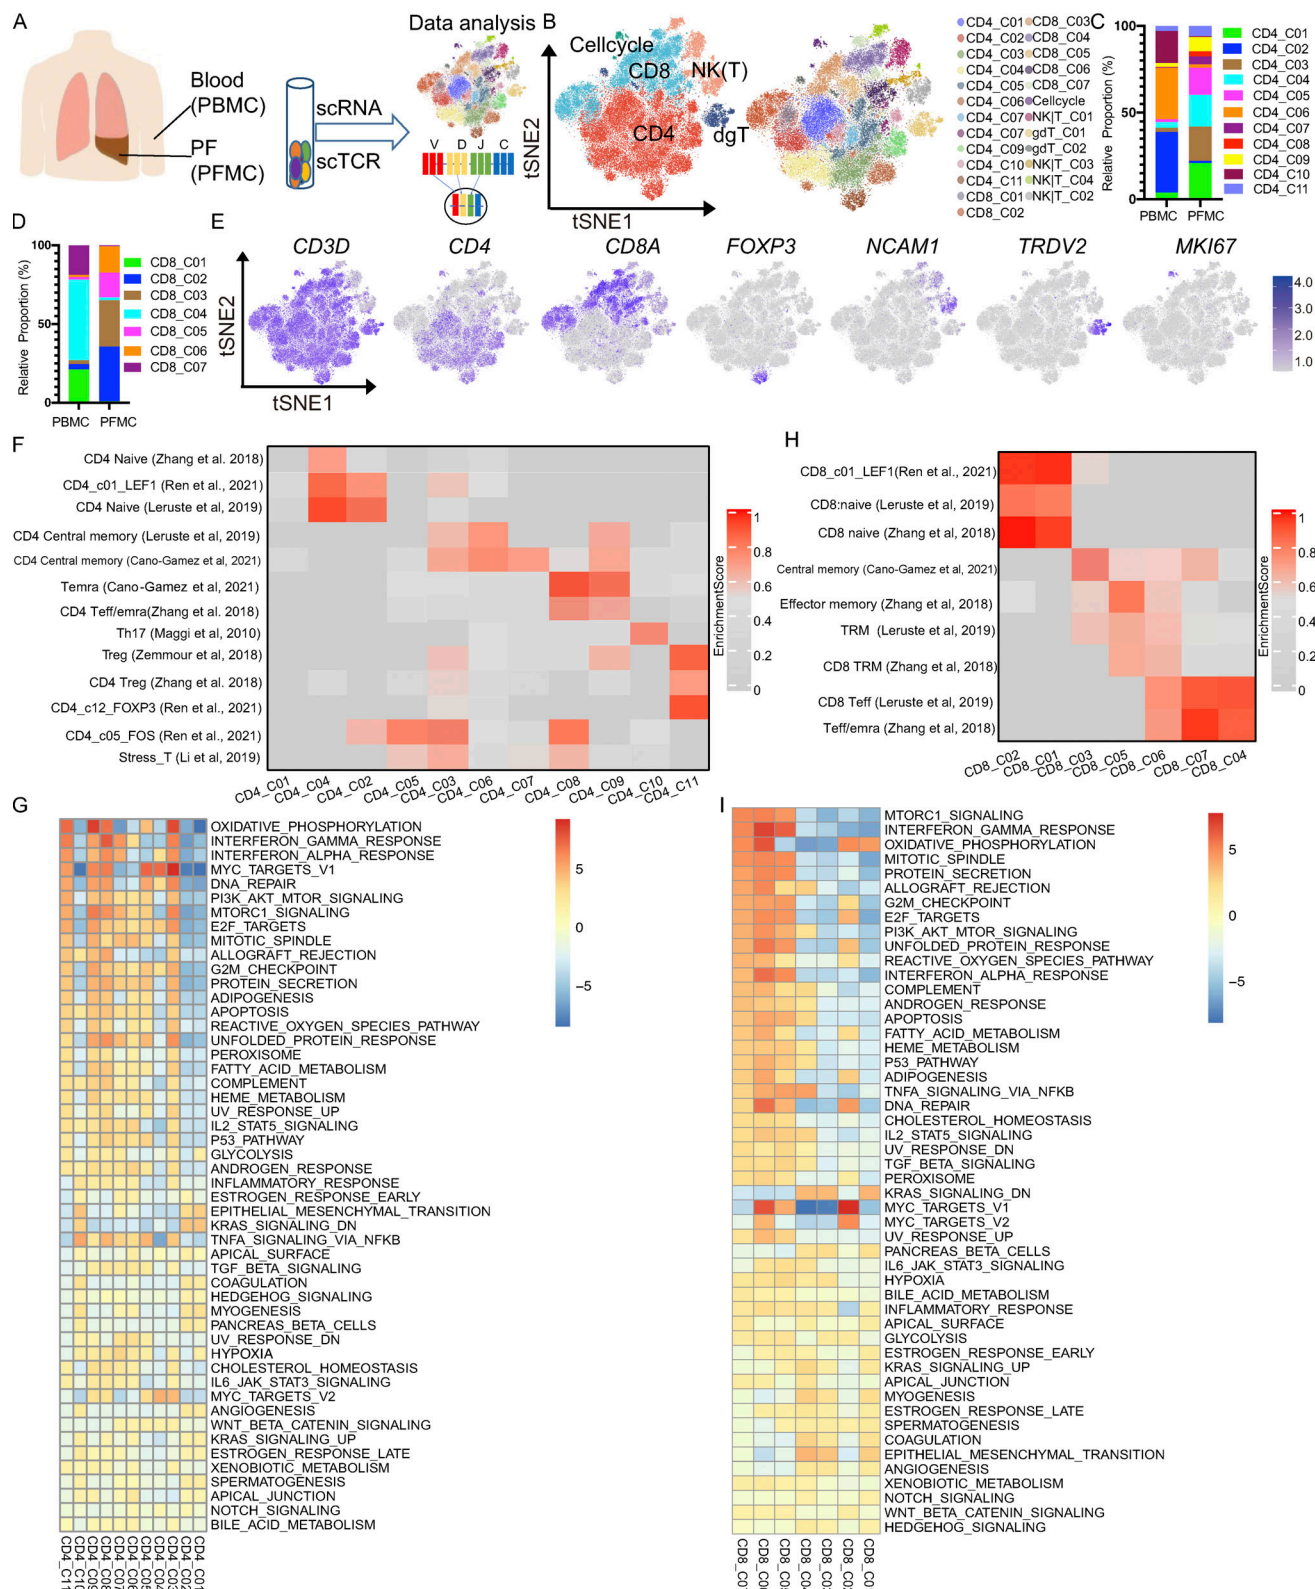 A
Blood
(PBMC)
PF
(PFMC)
scRNA
scTCR
Data analysis
V D J C
B
Cellcycle
CD8
NK(T)
CD4
dgT
tSNE2
tSNE1
CD4_C01
CD4_C02
CD4_C03
CD4_C04
CD4_C05
CD4_C06
CD4_C07
CD4_C07
CD4_C09
CD4_C10
CD4_C11
CD8_C01
CD8_C02
CD8_C03
CD8_C04
CD8_C05
CD8_C06
CD8_C07
Cellcycle
NK|T_C01
gdT_C01
gdT_C02
NK|T_C03
NK|T_C04
NK|T_C02
C
Relative Proportion (%)
100
50
0
PBMC PFMC
CD4_C01
CD4_C02
CD4_C03
CD4_C04
CD4_C05
CD4_C06
CD4_C07
CD4_C08
CD4_C09
CD4_C10
CD4_C11
D
Relative Proportion (%)
100
50
0
PBMC PFMC
CD8_C01
CD8_C02
CD8_C03
CD8_C04
CD8_C05
CD8_C06
CD8_C07
E
CD3D CD4 CD8A FOXP3 NCAM1 TRDV2 MKI67
tSNE2
tSNE1
4.0
3.0
2.0
1.0
F
CD4 Naive (Zhang et al. 2018)
CD4_c01_LEF1 (Ren et al., 2021)
CD4 Naive (Leruste et al, 2019)
CD4 Central memory (Leruste et al, 2019)
CD4 Central memory (Cano-Gamez et al, 2021)
Temra (Cano-Gamez et al, 2021)
CD4 Teff/emra(Zhang et al. 2018)
Th17 (Maggi et al, 2010)
Treg (Zemmour et al, 2018)
CD4 Treg (Zhang et al. 2018)
CD4_c12_FOXP3 (Ren et al., 2021)
CD4_c05_FOS (Ren et al., 2021)
Stress_T (Li et al, 2019)
CD4_C01 CD4_C04 CD4_C02 CD4_C05 CD4_C03 CD4_C06 CD4_C07 CD4_C08 CD4_C09 CD4_C10 CD4_C11
EnrichmentScore
1
0.8
0.6
0.4
0.2
0
H
CD8_c01_LEF1(Ren et al., 2021)
CD8:naive (Leruste et al, 2019)
CD8 naive (Zhang et al, 2018)
Central memory (Cano-Gamez et al, 2021)
Effector memory (Zhang et al, 2018)
TRM (Leruste et al, 2019)
CD8 TRM (Zhang et al, 2018)
CD8 Teff (Leruste et al, 2019)
Teff/emra (Zhang et al, 2018)
CD8_C02 CD8_C01 CD8_C03 CD8_C05 CD8_C06 CD8_C07 CD8_C04
EnrichmentScore
1
0.8
0.6
0.4
0.2
0
G
OXIDATIVE_PHOSPHORYLATION
INTERFERON_GAMMA_RESPONSE
INTERFERON_ALPHA_RESPONSE
MYC_TARGETS_V1
DNA_REPAIR
PI3K_AKT_MTOR_SIGNALING
MTORC1_SIGNALING
E2F_TARGETS
MITOTIC_SPINDLE
ALLOGRAFT_REJECTION
G2M_CHECKPOINT
PROTEIN_SECRETION
ADIPOGENESIS
APOPTOSIS
REACTIVE_OXYGEN_SPECIES_PATHWAY
UNFOLDED_PROTEIN_RESPONSE
PEROXISOME
FATTY_ACID_METABOLISM
COMPLEMENT
HEME_METABOLISM
UV_RESPONSE_UP
IL2_STAT5_SIGNALING
P53_PATHWAY
GLYCOLYSIS
ANDROGEN_RESPONSE
INFLAMMATORY_RESPONSE
ESTROGEN_RESPONSE_EARLY
EPITHELIAL_MESENCHYMAL_TRANSITION
KRAS_SIGNALING_DN
TNFA_SIGNALING_VIA_NFKB
APICAL_SURFACE
TGF_BETA_SIGNALING
COAGULATION
HEDGEHOG_SIGNALING
MYOGENESIS
PANCREAS_BETA_CELLS
UV_RESPONSE_DN
HYPOXIA
CHOLESTEROL_HOMEOSTASIS
IL6_JAK_STAT3_SIGNALING
MYC_TARGETS_V2
ANGIOGENESIS
WNT_BETA_CATENIN_SIGNALING
KRAS_SIGNALING_UP
ESTROGEN_RESPONSE_LATE
XENOBIOTIC_METABOLISM
SPERMATOGENESIS
APICAL_JUNCTION
NOTCH_SIGNALING
BILE_ACID_METABOLISM
5
0
−5
I
MTORC1_SIGNALING
INTERFERON_GAMMA_RESPONSE
OXIDATIVE_PHOSPHORYLATION
MITOTIC_SPINDLE
PROTEIN_SECRETION
ALLOGRAFT_REJECTION
G2M_CHECKPOINT
E2F_TARGETS
PI3K_AKT_MTOR_SIGNALING
UNFOLDED_PROTEIN_RESPONSE
REACTIVE_OXYGEN_SPECIES_PATHWAY
INTERFERON_ALPHA_RESPONSE
COMPLEMENT
ANDROGEN_RESPONSE
APOPTOSIS
FATTY_ACID_METABOLISM
HEME_METABOLISM
P53_PATHWAY
ADIPOGENESIS
TNFA_SIGNALING_VIA_NFKB
DNA_REPAIR
CHOLESTEROL_HOMEOSTASIS
IL2_STAT5_SIGNALING
UV_RESPONSE_DN
TGF_BETA_SIGNALING
PEROXISOME
KRAS_SIGNALING_DN
MYC_TARGETS_V1
MYC_TARGETS_V2
UV_RESPONSE_UP
PANCREAS_BETA_CELLS
IL6_JAK_STAT3_SIGNALING
HYPOXIA
BILE_ACID_METABOLISM
INFLAMMATORY_RESPONSE
APICAL_SURFACE
GLYCOLYSIS
ESTROGEN_RESPONSE_EARLY
KRAS_SIGNALING_UP
APICAL_JUNCTION
MYOGENESIS
ESTROGEN_RESPONSE_LATE
SPERMATOGENESIS
COAGULATION
EPITHELIAL_MESENCHYMAL_TRANSITION
ANGIOGENESIS
XENOBIOTIC_METABOLISM
NOTCH_SIGNALING
WNT_BETA_CATENIN_SIGNALING
HEDGEHOG_SIGNALING
5
0
−5